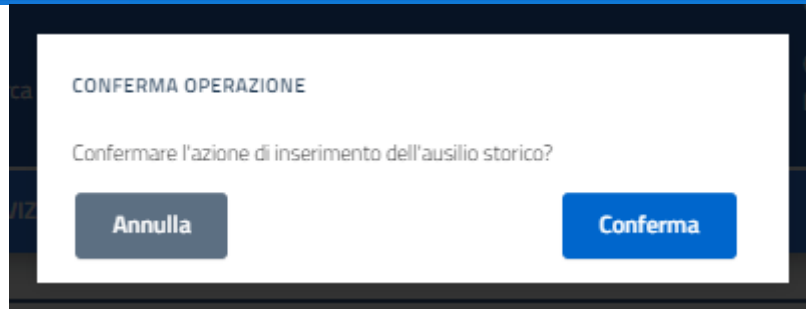 CONFERMA OPERAZIONE
Confermare l'azione di inserimento dell'ausilio storico?
Annulla
Conferma